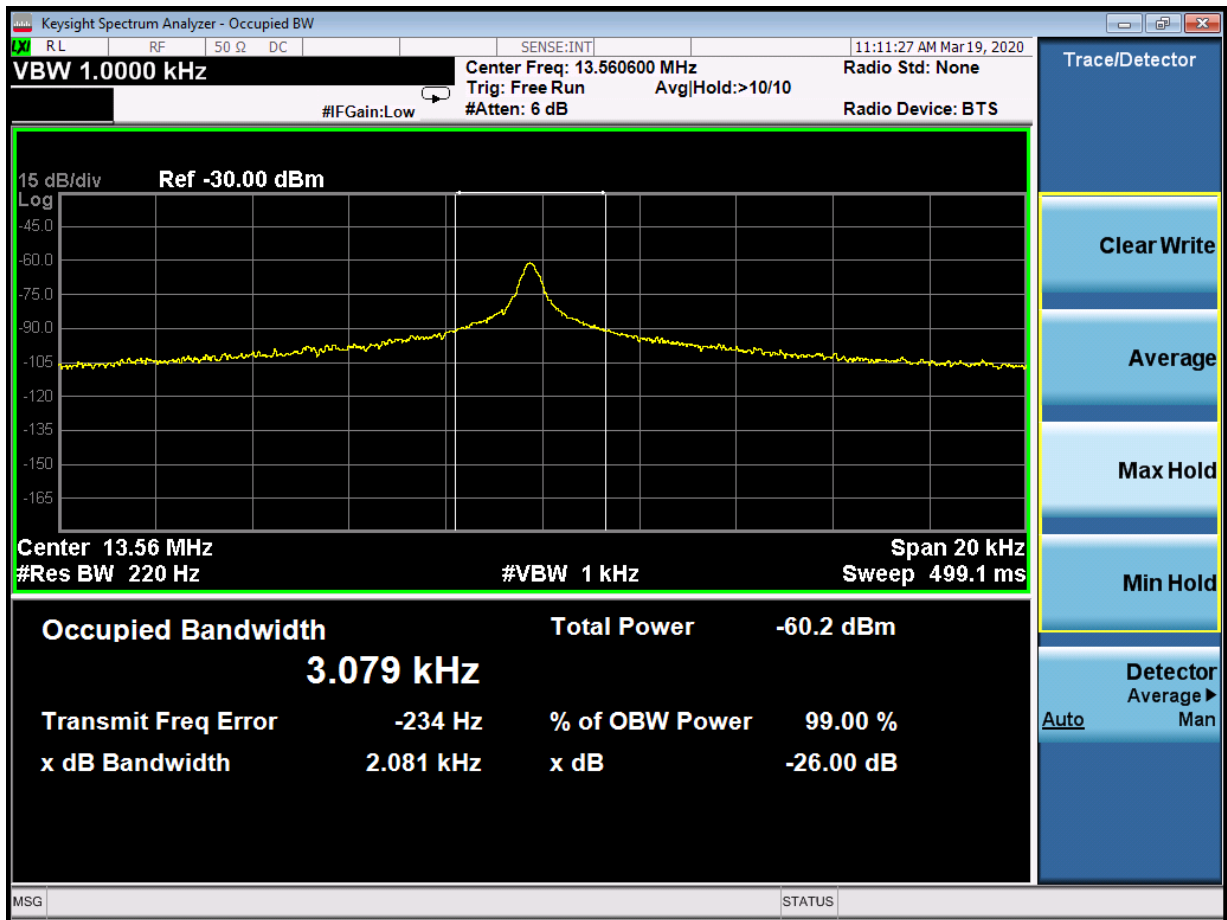 Keysight Spectrum Analyzer - Occupied BW
LXI RL RF 50 Ω DC SENSE:INT 11:11:27 AM Mar 19, 2020
VBW 1.0000 kHz
Center Freq: 13.560600 MHz Radio Std: None
Trig: Free Run Avg|Hold:>10/10
#IFGain:Low #Atten: 6 dB Radio Device: BTS
15 dB/div Ref -30.00 dBm
Log
-45.0
-60.0
-75.0
-90.0
-105
-120
-135
-150
-165
Center 13.56 MHz Span 20 kHz
#Res BW 220 Hz #VBW 1 kHz Sweep 499.1 ms
Occupied Bandwidth Total Power -60.2 dBm
3.079 kHz
Transmit Freq Error -234 Hz % of OBW Power 99.00 %
x dB Bandwidth 2.081 kHz x dB -26.00 dB
MSG STATUS
Trace/Detector
Clear Write
Average
Max Hold
Min Hold
Detector
Average
Auto Man